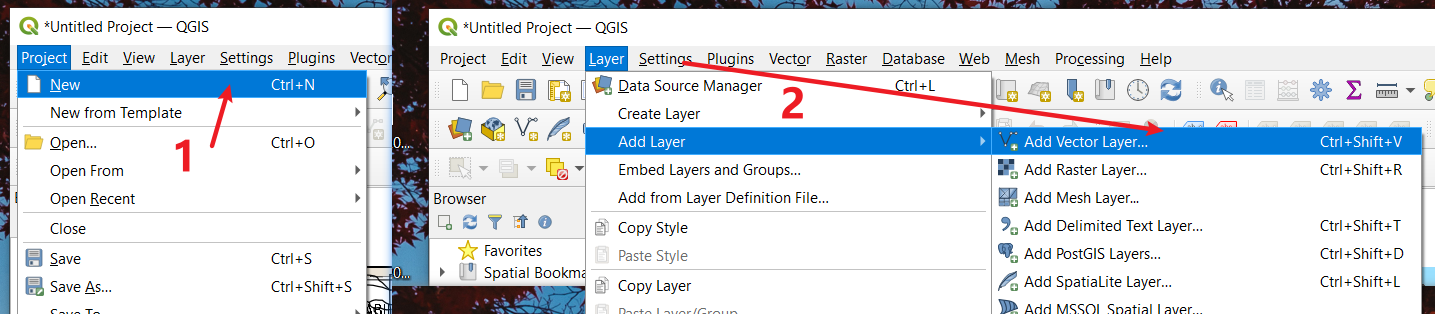 *Untitled Project — QGIS
Project Edit View Layer Settings Plugins Vecto
New Ctrl+N
New from Template
Open... Ctrl+O
Open From
Open Recent
Close
Save Ctrl+S
Save As... Ctrl+Shift+S
Save To
1
0...
0...
*Untitled Project — QGIS
Project Edit View Layer Settings Plugins Vector Raster Database Web Mesh Processing Help
Data Source Manager Ctrl+L
Create Layer
Add Layer
Embed Layers and Groups...
Add from Layer Definition File...
Copy Style
Paste Style
Copy Layer
Paste Layer/Group
2
Browser
Favorites
Spatial Bookma
Add Vector Layer... Ctrl+Shift+V
Add Raster Layer... Ctrl+Shift+R
Add Mesh Layer...
Add Delimited Text Layer... Ctrl+Shift+T
Add PostGIS Layers... Ctrl+Shift+D
Add SpatiaLite Layer... Ctrl+Shift+L
Add MSSQL Spatial Layer...